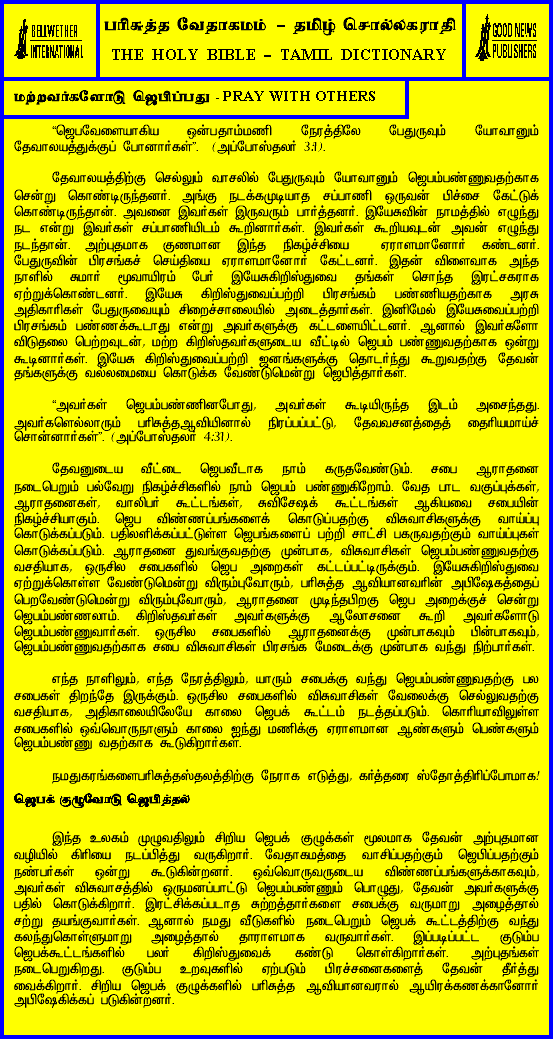 BELLWETHER
INTERNATIONAL
பரிசுத்த வேதாகமம் – தமிழ் சொல்லகராதி
THE HOLY BIBLE – TAMIL DICTIONARY
GOOD NEWS
PUBLISHERS
மற்றவர்களோடு ஜெபிப்பது - PRAY WITH OTHERS
“ஜெபவேளையாகிய ஒன்பதாம்மணி நேரத்திலே பேதுருவும் யோவானும்
தேவாலயத்துக்குப் போனார்கள்”. (அப்போஸ்தலர் 3:1).
தேவாலயத்திற்கு செல்லும் வாசலில் பேதுருவும் யோவானும் ஜெபம்பண்ணுவதற்காக
சென்று கொண்டிருந்தனர். அங்கு நடக்கமுடியாத சப்பாணி ஒருவன் பிச்சை கேட்டுக்
கொண்டிருந்தான். அவனை இவர்கள் இருவரும் பார்த்தனர். இயேசுவின் நாமத்தில் எழுந்து
நட என்று இவர்கள் சப்பாணியிடம் கூறினார்கள். இவர்கள் கூறியவுடன் அவன் எழுந்து
நடந்தான். அற்புதமாக குணமான இந்த நிகழ்ச்சியை ஏராளமானோர் கண்டனர்.
பேதுருவின் பிரசங்கச் செய்தியை ஏராளமானோர் கேட்டனர். இதன் விளைவாக அந்த
நாளில் சுமார் மூவாயிரம் பேர் இயேசுகிறிஸ்துவை தங்கள் சொந்த இரட்சகராக
ஏற்றுக்கொண்டனர். இயேசு கிறிஸ்துவைப்பற்றி பிரசங்கம் பண்ணியதற்காக அரசு
அதிகாரிகள் பேதுருவையும் சிறைச்சாலையில் அடைத்தார்கள். இனிமேல் இயேசுவைப்பற்றி
பிரசங்கம் பண்ணக்கூடாது என்று அவர்களுக்கு கட்டளையிட்டனர். ஆனால் இவர்களோ
விடுதலை பெற்றவுடன், மற்ற கிறிஸ்தவர்களுடைய வீட்டில் ஜெபம் பண்ணுவதற்காக ஒன்று
கூடினார்கள். இயேசு கிறிஸ்துவைப்பற்றி ஜனங்களுக்கு தொடர்ந்து கூறுவதற்கு தேவன்
தங்களுக்கு வல்லமையை கொடுக்க வேண்டுமென்று ஜெபித்தார்கள்.
“அவர்கள் ஜெபம்பண்ணினபோது, அவர்கள் கூடியிருந்த இடம் அசைந்தது.
அவர்களெல்லாரும் பரிசுத்தஆவியினால் நிரப்பப்பட்டு, தேவவசனத்தைத் தைரியமாய்ச்
சொன்னார்கள்”. (அப்போஸ்தலர் 4:31).
தேவனுடைய வீட்டை ஜெபவீடாக நாம் கருதவேண்டும். சபை ஆராதனை
நடைபெறும் பல்வேறு நிகழ்ச்சிகளில் நாம் ஜெபம் பண்ணுகிறோம். வேத பாட வகுப்புக்கள்,
ஆராதனைகள், வாலிபர் கூட்டங்கள், சுவிசேஷக் கூட்டங்கள் ஆகியவை சபையின்
நிகழ்ச்சியாகும். ஜெப விண்ணப்பங்களைக் கொடுப்பதற்கு விசுவாசிகளுக்கு வாய்ப்பு
கொடுக்கப்படும். பதிலளிக்கப்பட்டுள்ள ஜெபங்களைப் பற்றி சாட்சி பகருவதற்கும் வாய்ப்புகள்
கொடுக்கப்படும். ஆராதனை துவங்குவதற்கு முன்பாக, விசுவாசிகள் ஜெபம்பண்ணுவதற்கு
வசதியாக, ஒருசில சபைகளில் ஜெப அறைகள் கட்டப்பட்டிருக்கும். இயேசுகிறிஸ்துவை
ஏற்றுக்கொள்ள வேண்டுமென்று விரும்புவோரும், பரிசுத்த ஆவியானவரின் அபிஷேகத்தைப்
பெறவேண்டுமென்று விரும்புவோரும், ஆராதனை முடிந்தபிறகு ஜெப அறைக்குச் சென்று
ஜெபம்பண்ணலாம். கிறிஸ்தவர்கள் அவர்களுக்கு ஆலோசனை கூறி அவர்களோடு
ஜெபம்பண்ணுவார்கள். ஒருசில சபைகளில் ஆராதனைக்கு முன்பாகவும் பின்பாகவும்,
ஜெபம்பண்ணுவதற்காக சபை விசுவாசிகள் பிரசங்க மேடைக்கு முன்பாக வந்து நிற்பார்கள்.
எந்த நாளிலும், எந்த நேரத்திலும், யாரும் சபைக்கு வந்து ஜெபம்பண்ணுவதற்கு பல
சபைகள் திறந்தே இருக்கும். ஒருசில சபைகளில் விசுவாசிகள் வேலைக்கு செல்லுவதற்கு
வசதியாக, அதிகாலையிலேயே காலை ஜெபக் கூட்டம் நடத்தப்படும். கொரியாவிலுள்ள
சபைகளில் ஒவ்வொருநாளும் காலை ஐந்து மணிக்கு ஏராளமான ஆண்களும் பெண்களும்
ஜெபம்பண்ணு வதற்காக கூடுகிறார்கள்.
நமதுகரங்களைபரிசுத்தஸ்தலத்திற்கு நேராக எடுத்து, கர்த்தரை ஸ்தோத்திரிப்போமாக!
ஜெபக் குழுவோடு ஜெபித்தல்
இந்த உலகம் முழுவதிலும் சிறிய ஜெபக் குழுக்கள் மூலமாக தேவன் அற்புதமான
வழியில் கிரியை நடப்பித்து வருகிறார். வேதாகமத்தை வாசிப்பதற்கும் ஜெபிப்பதற்கும்
நண்பர்கள் ஒன்று கூடுகின்றனர். ஒவ்வொருவருடைய விண்ணப்பங்களுக்காகவும்,
அவர்கள் விசுவாசத்தில் ஒருமனப்பாட்டு ஜெபம்பண்ணும் பொழுது, தேவன் அவர்களுக்கு
பதில் கொடுக்கிறார். இரட்சிக்கப்படாத சுற்றத்தார்களை சபைக்கு வருமாறு அழைத்தால்
சற்று தயங்குவார்கள். ஆனால் நமது வீடுகளில் நடைபெறும் ஜெபக் கூட்டத்திற்கு வந்து
கலந்துகொள்ளுமாறு அழைத்தால் தாராளமாக வருவார்கள். இப்படிப்பட்ட குடும்ப
ஜெபக்கூட்டங்களில் பலர் கிறிஸ்துவைக் கண்டு கொள்கிறார்கள். அற்புதங்கள்
நடைபெறுகிறது. குடும்ப உறவுகளில் ஏற்படும் பிரச்சனைகளைத் தேவன் தீர்த்து
வைக்கிறார். சிறிய ஜெபக் குழுக்களில் பரிசுத்த ஆவியானவரால் ஆயிரக்கணக்கானோர்
அபிஷேகிக்கப் படுகின்றனர்.